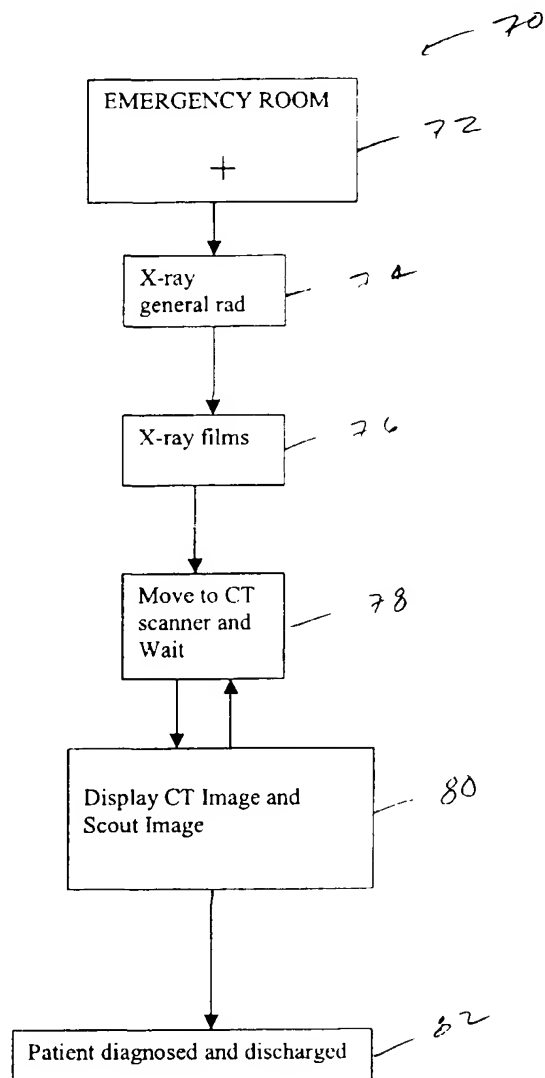 70
EMERGENCY ROOM
72
X-ray
general rad
74
X-ray films
76
Move to CT
scanner and
Wait
78
Display CT Image and
Scout Image
80
Patient diagnosed and discharged
82